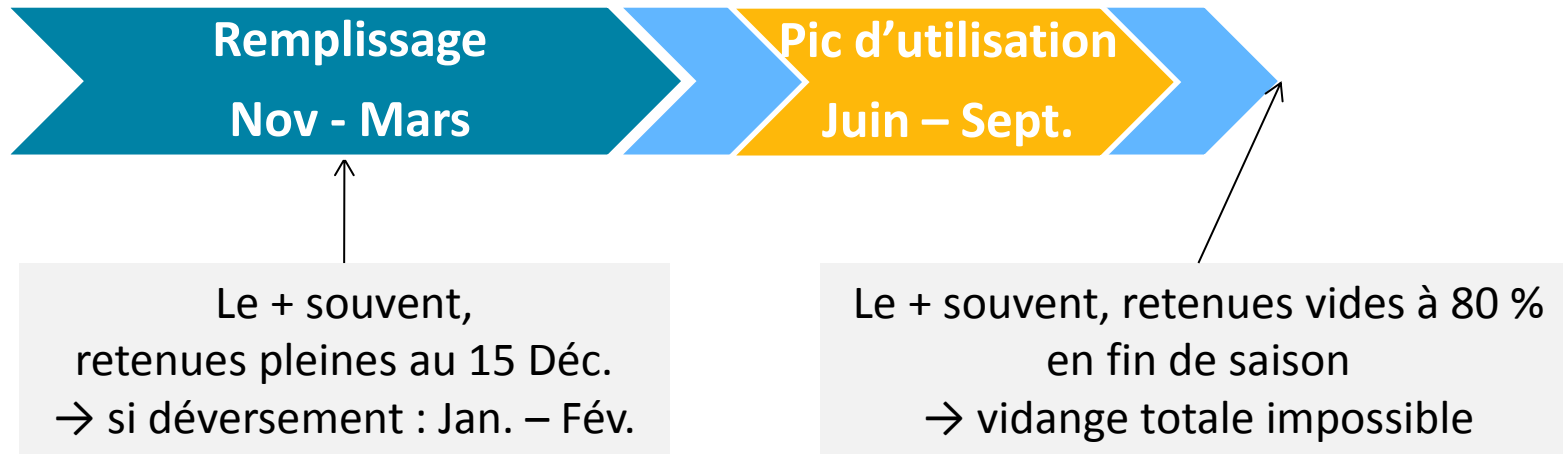 Remplissage
Nov - Mars
Pic d’utilisation
Juin – Sept.
Le + souvent,
retenues pleines au 15 Déc.
→ si déversement : Jan. – Fév.
Le + souvent, retenues vides à 80 %
en fin de saison
→ vidange totale impossible